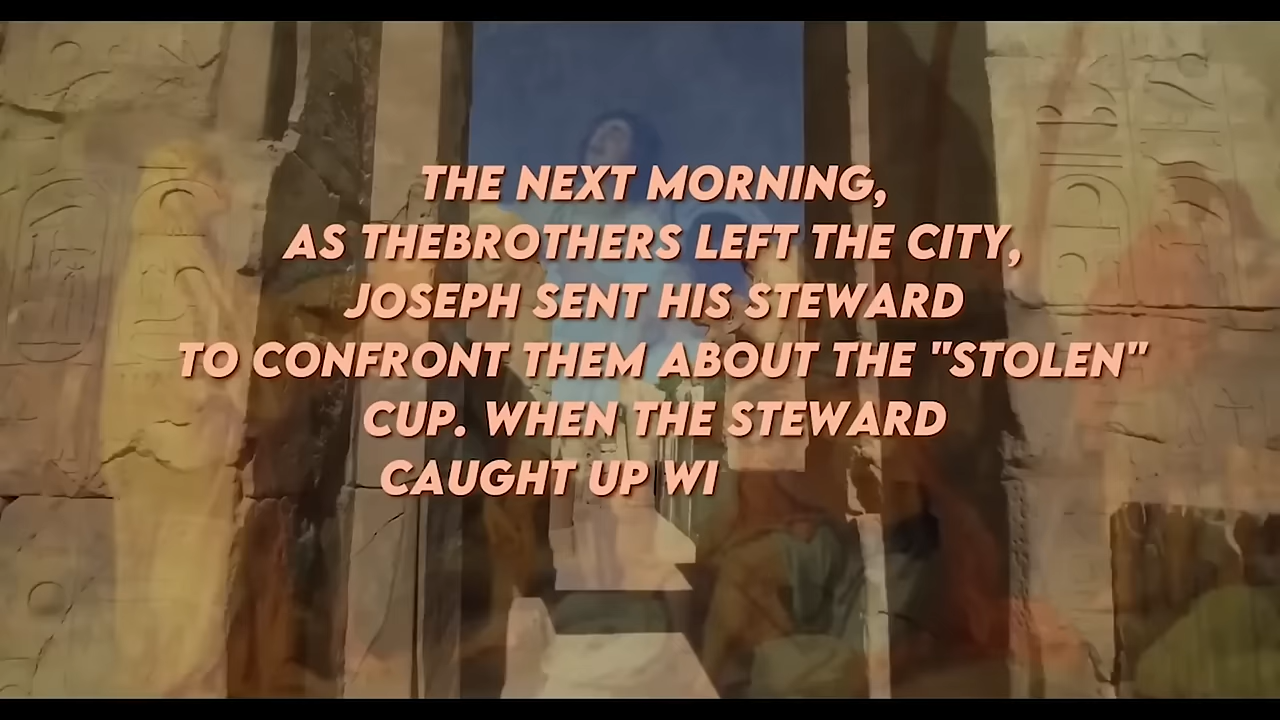 THE NEXT MORNING,
AS THEBROTHERS LEFT THE CITY,
JOSEPH SENT HIS STEWARD
TO CONFRONT THEM ABOUT THE "STOLEN"
CUP. WHEN THE STEWARD
CAUGHT UP WI